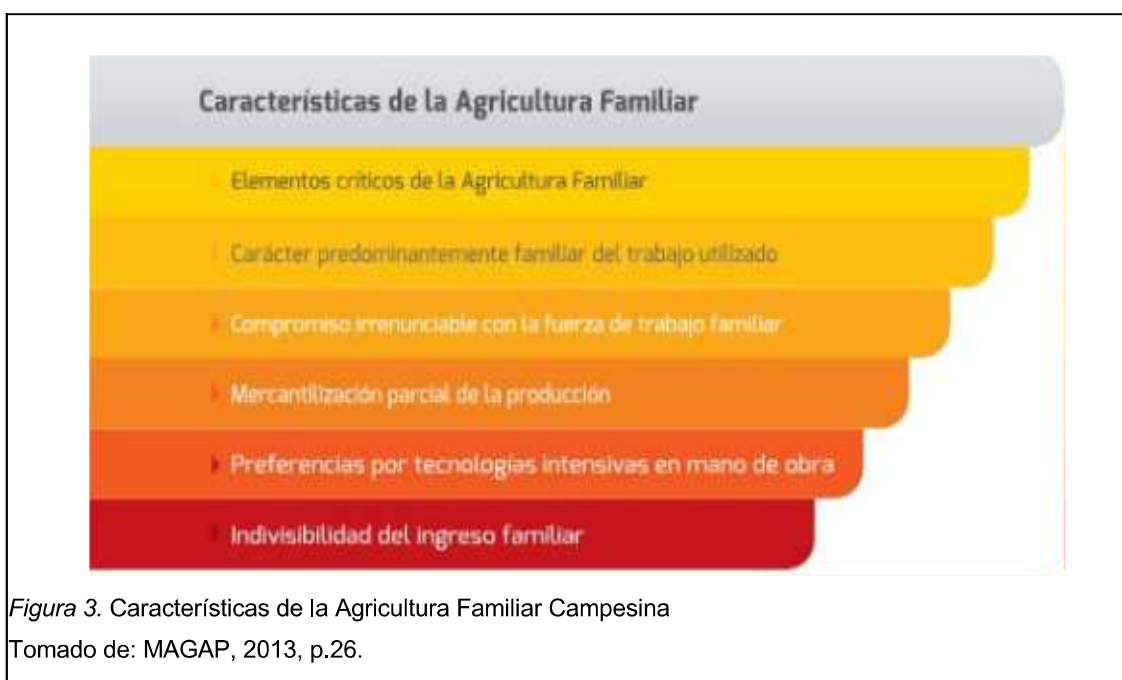 Características de la Agricultura Familiar
Elementos críticos de la Agricultura Familiar
Carácter predominantemente familiar del trabajo utilizado
Compromiso irrenunciable con la fuerza de trabajo familiar
Mercantilización parcial de la producción
Preferencias por tecnologías intensivas en mano de obra
Indivisibilidad del ingreso familiar
Figura 3. Características de la Agricultura Familiar Campesina
Tomado de: MAGAP, 2013, p.26.